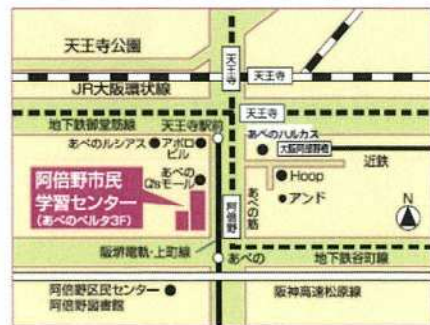 天王寺公園
天王寺
天王寺
JR大阪環状線
天王寺
地下鉄御堂筋線
天王寺駅前
あべのルシアス
アポロ
ビル
あべのハルカス
大阪阿部野橋
近鉄
あべの
Q'sモール
阿倍野市民
学習センター
(あべのベルタ3F)
Hoop
アンド
あべの筋
阿倍野
N
阪堺電軌・上町線
あべの
地下鉄谷町線
阿倍野区民センター
阿倍野図書館
阪神高速松原線